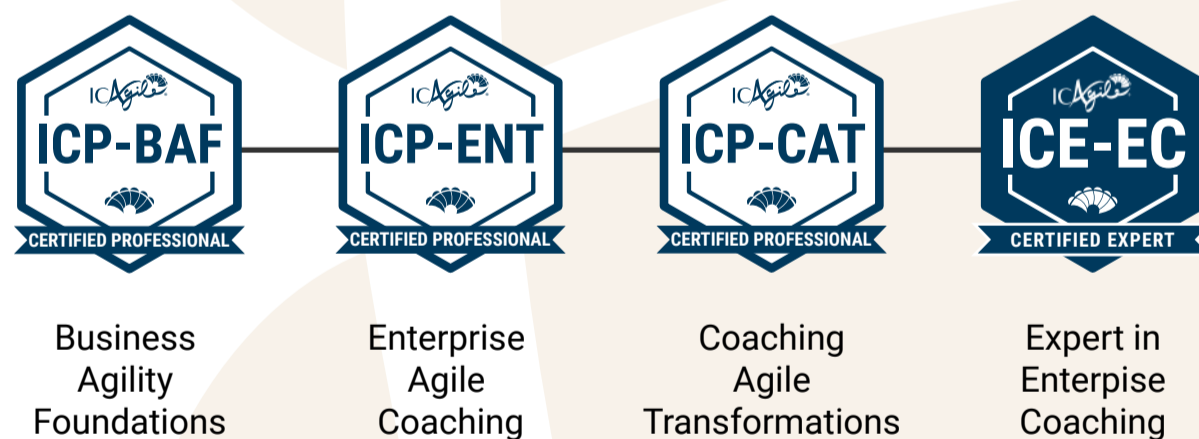 ICAgile
ICP-BAF
CERTIFIED PROFESSIONAL
Business
Agility
Foundations
ICAgile
ICP-ENT
CERTIFIED PROFESSIONAL
Enterprise
Agile
Coaching
ICAgile
ICP-CAT
CERTIFIED PROFESSIONAL
Coaching
Agile
Transformations
ICAgile
ICE-EC
CERTIFIED EXPERT
Expert in
Enterpise
Coaching